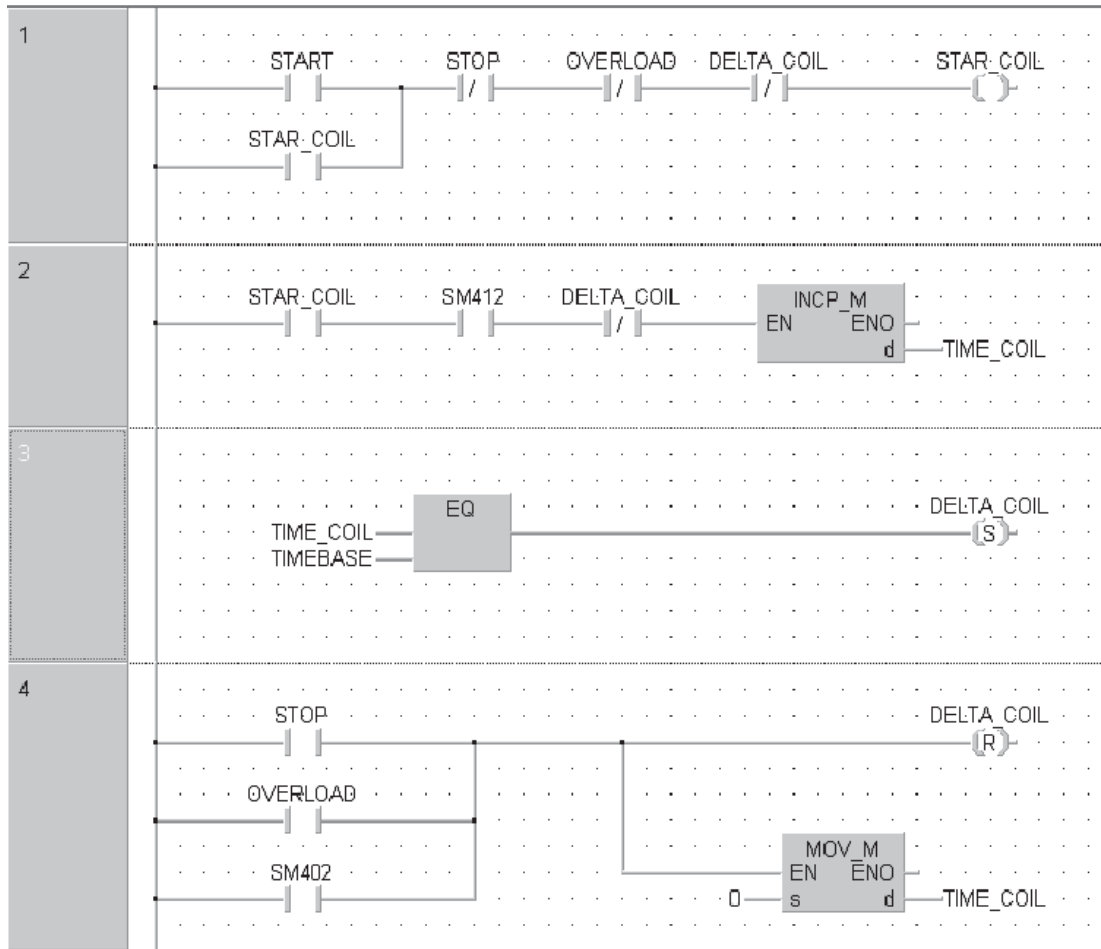 1
START STOP OVERLOAD DELTA_COIL STAR_COIL
STAR_COIL
2
STAR_COIL SM412 DELTA_COIL INCP_M
EN ENO
d TIME_COIL
3
EQ DELTA_COIL
TIME_COIL S
TIMEBASE
4
STOP DELTA_COIL
R
OVERLOAD
MOV_M
SM402 EN ENO
0 s d TIME_COIL